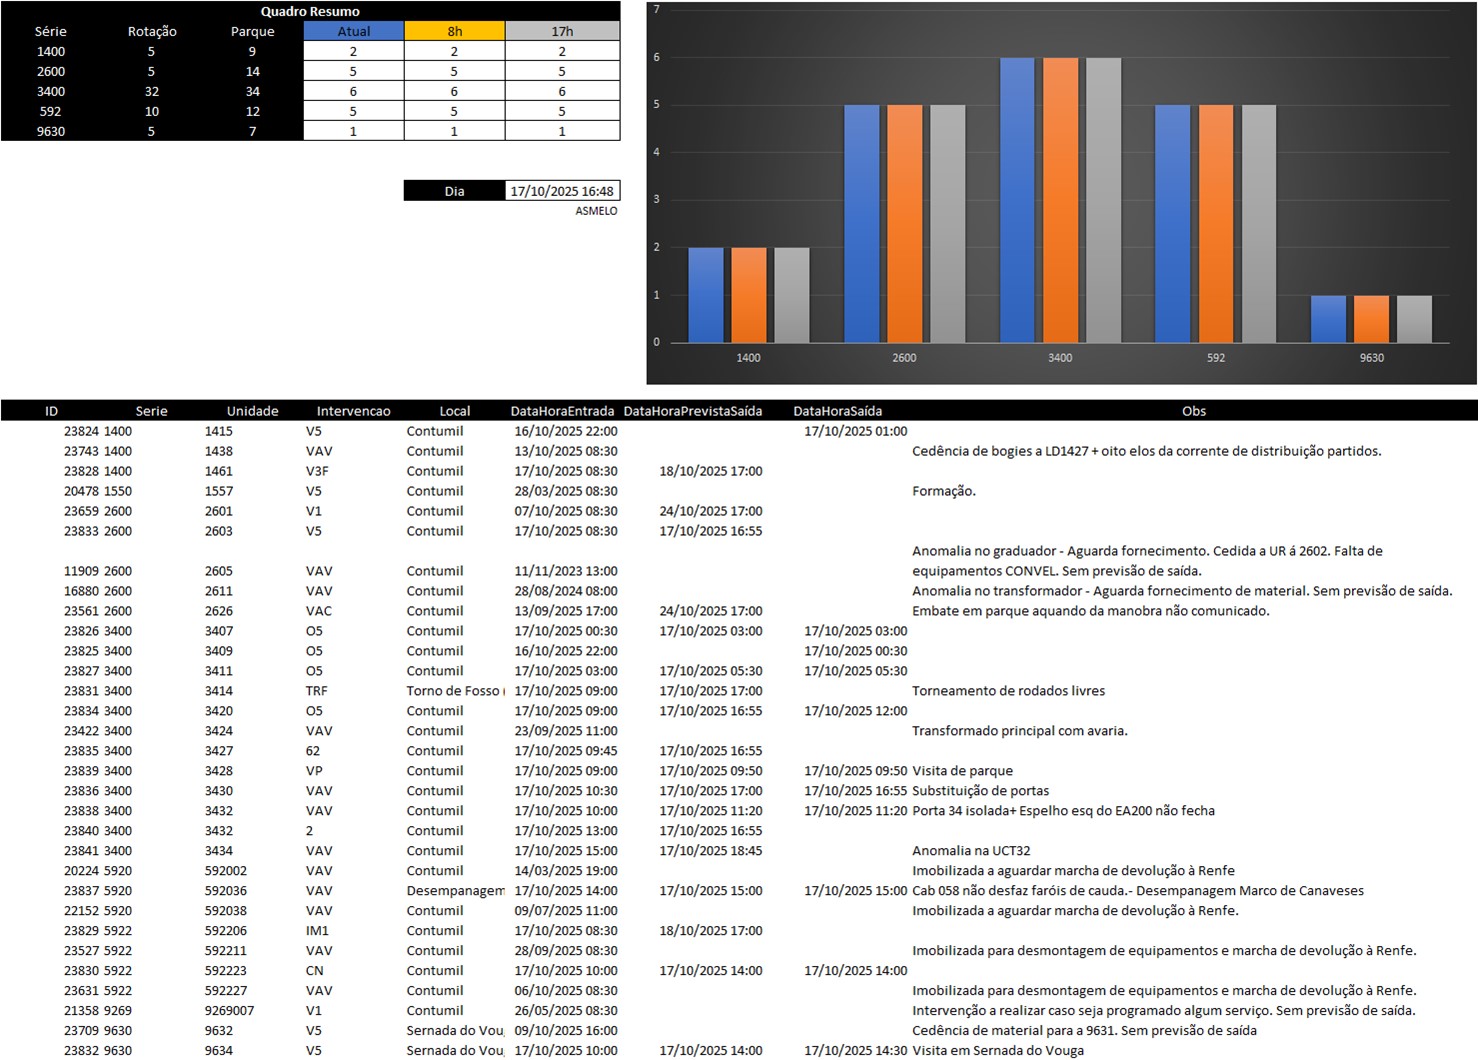 Quadro Resumo
Série Rotação Parque Atual 8h 17h
1400 5 9 2 2 2
2600 5 14 5 5 5
3400 32 34 6 6 6
592 10 12 5 5 5
9630 5 7 1 1 1
Dia 17/10/2025 16:48
ASMELO
7
6
5
4
3
2
1
0
1400 2600 3400 592 9630
ID Serie Unidade Intervencao Local DataHoraEntrada DataHoraPrevistaSaída DataHoraSaída Obs
23824 1400 1415 V5 Contumil 16/10/2025 22:00 17/10/2025 01:00
23743 1400 1438 VAV Contumil 13/10/2025 08:30 Cedência de bogies a LD1427 + oito elos da corrente de distribuição partidos.
23828 1400 1461 V3F Contumil 17/10/2025 08:30 18/10/2025 17:00
20478 1550 1557 V5 Contumil 28/03/2025 08:30 Formação.
23659 2600 2601 V1 Contumil 07/10/2025 08:30 24/10/2025 17:00
23833 2600 2603 V5 Contumil 17/10/2025 08:30 17/10/2025 16:55
Anomalia no graduador - Aguarda fornecimento. Cedida a UR á 2602. Falta de
11909 2600 2605 VAV Contumil 11/11/2023 13:00 equipamentos CONVEL. Sem previsão de saída.
16880 2600 2611 VAV Contumil 28/08/2024 08:00 Anomalia no transformador - Aguarda fornecimento de material. Sem previsão de saída.
23561 2600 2626 VAC Contumil 13/09/2025 17:00 24/10/2025 17:00 Embate em parque aquando da manobra não comunicado.
23826 3400 3407 O5 Contumil 17/10/2025 00:30 17/10/2025 03:00 17/10/2025 03:00
23825 3400 3409 O5 Contumil 16/10/2025 22:00 17/10/2025 00:30
23827 3400 3411 O5 Contumil 17/10/2025 03:00 17/10/2025 05:30 17/10/2025 05:30
23831 3400 3414 TRF Torno de Fosso ( 17/10/2025 09:00 17/10/2025 17:00 Torneamento de rodados livres
23834 3400 3420 O5 Contumil 17/10/2025 09:00 17/10/2025 16:55 17/10/2025 12:00
23422 3400 3424 VAV Contumil 23/09/2025 11:00 Transformado principal com avaria.
23835 3400 3427 62 Contumil 17/10/2025 09:45 17/10/2025 16:55
23839 3400 3428 VP Contumil 17/10/2025 09:00 17/10/2025 09:50 17/10/2025 09:50 Visita de parque
23836 3400 3430 VAV Contumil 17/10/2025 10:30 17/10/2025 17:00 17/10/2025 16:55 Substituição de portas
23838 3400 3432 VAV Contumil 17/10/2025 10:00 17/10/2025 11:20 17/10/2025 11:20 Porta 34 isolada+ Espelho esq do EA200 não fecha
23840 3400 3432 2 Contumil 17/10/2025 13:00 17/10/2025 16:55
23841 3400 3434 VAV Contumil 17/10/2025 15:00 17/10/2025 18:45 Anomalia na UCT32
20224 5920 592002 VAV Contumil 14/03/2025 19:00 Imobilizada a aguardar marcha de devolução à Renfe
23837 5920 592036 VAV Desempanagem 17/10/2025 14:00 17/10/2025 15:00 17/10/2025 15:00 Cab 058 não desfaz faróis de cauda.- Desempanagem Marco de Canaveses
22152 5920 592038 VAV Contumil 09/07/2025 11:00 Imobilizada a aguardar marcha de devolução à Renfe.
23829 5922 592206 IM1 Contumil 17/10/2025 08:30 18/10/2025 17:00
23527 5922 592211 VAV Contumil 28/09/2025 08:30 Imobilizada para desmontagem de equipamentos e marcha de devolução à Renfe.
23830 5922 592223 CN Contumil 17/10/2025 10:00 17/10/2025 14:00 17/10/2025 14:00
23631 5922 592227 VAV Contumil 06/10/2025 08:30 Imobilizada para desmontagem de equipamentos e marcha de devolução à Renfe.
21358 9269 9269007 V1 Contumil 26/05/2025 08:30 Intervenção a realizar caso seja programado algum serviço. Sem previsão de saída.
23709 9630 9632 V5 Sernada do Vou 09/10/2025 16:00 Cedência de material para a 9631. Sem previsão de saída
23832 9630 9634 V5 Sernada do Vou 17/10/2025 10:00 17/10/2025 14:00 17/10/2025 14:30 Visita em Sernada do Vouga